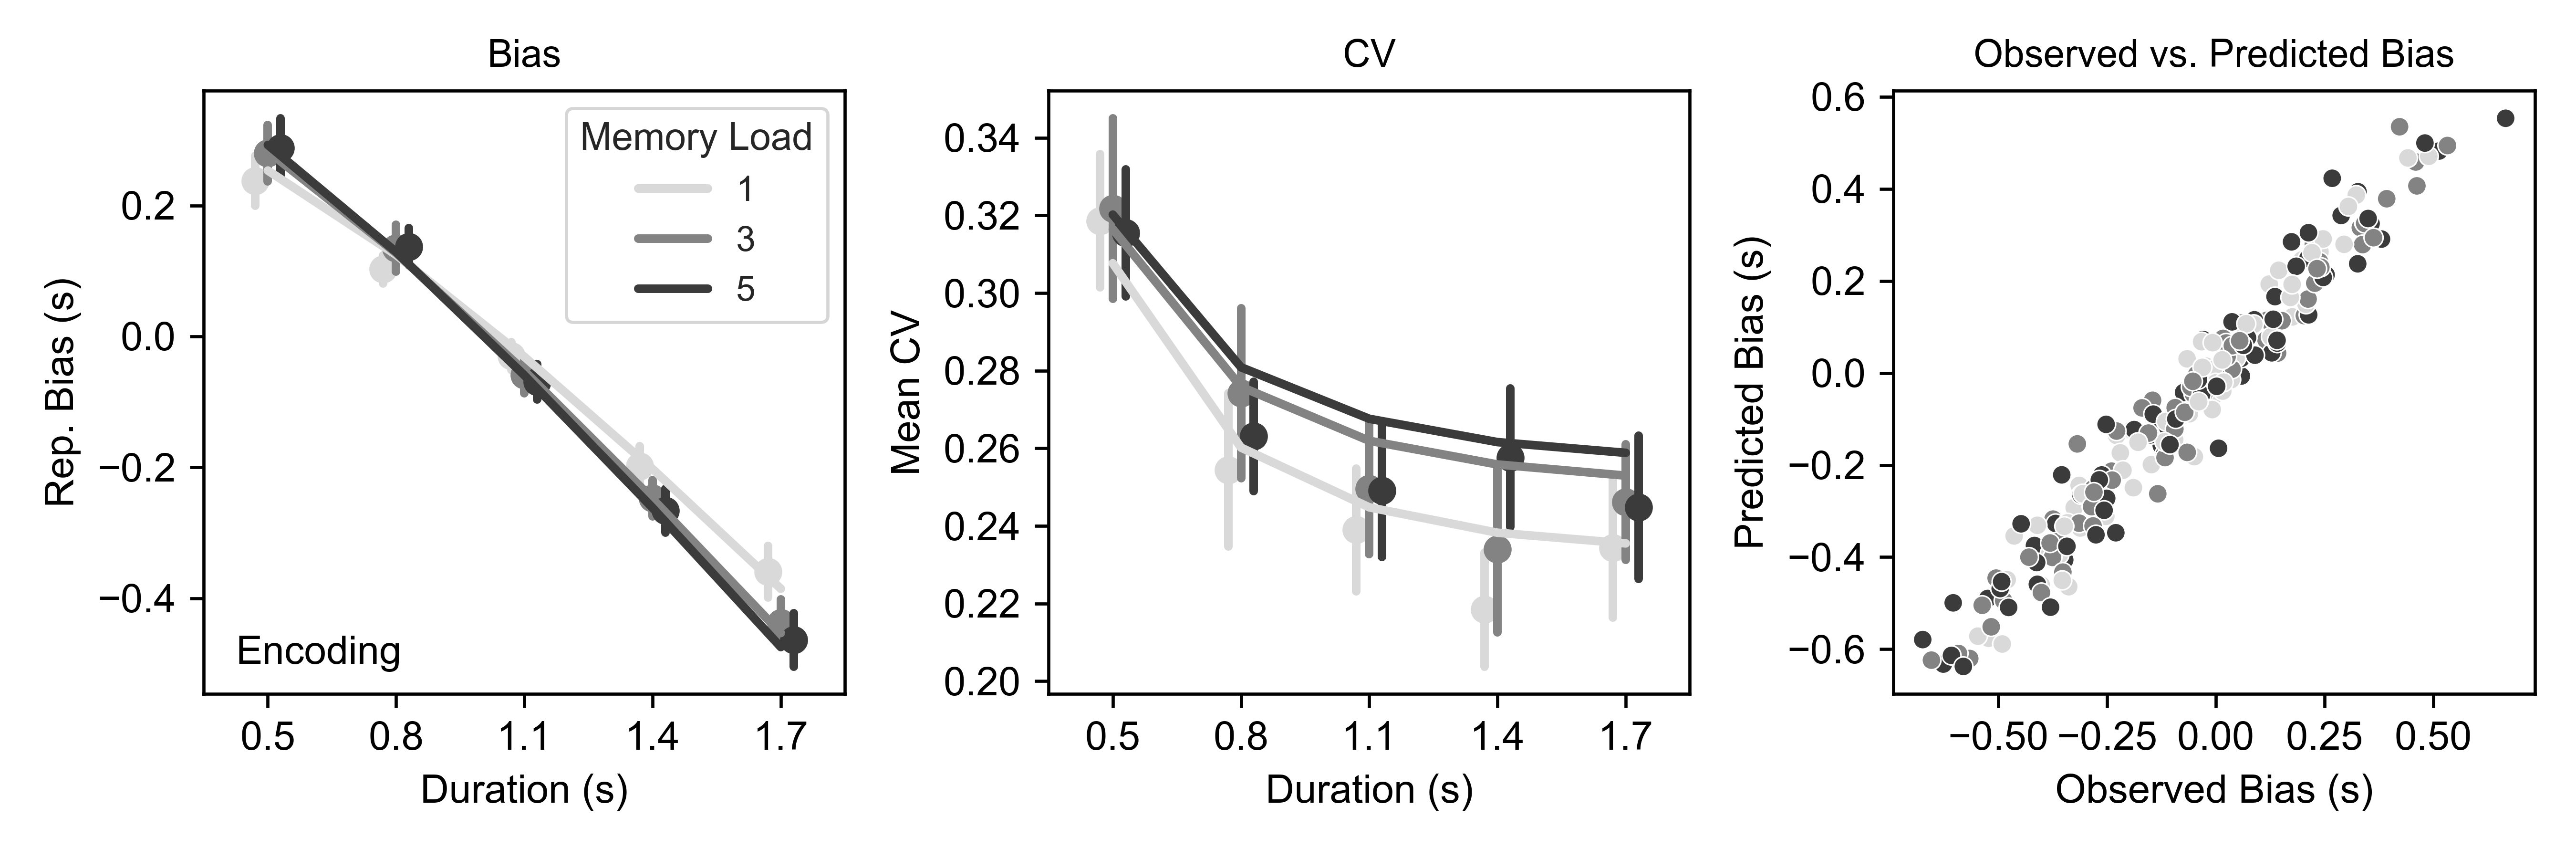 Bias
Rep. Bias (s)
0.2
0.0
−0.2
−0.4
Memory Load
1
3
5
Encoding
0.5 0.8 1.1 1.4 1.7
Duration (s)
CV
Mean CV
0.34
0.32
0.30
0.28
0.26
0.24
0.22
0.20
0.5 0.8 1.1 1.4 1.7
Duration (s)
Observed vs. Predicted Bias
Predicted Bias (s)
0.6
0.4
0.2
0.0
−0.2
−0.4
−0.6
−0.50 −0.25 0.00 0.25 0.50
Observed Bias (s)